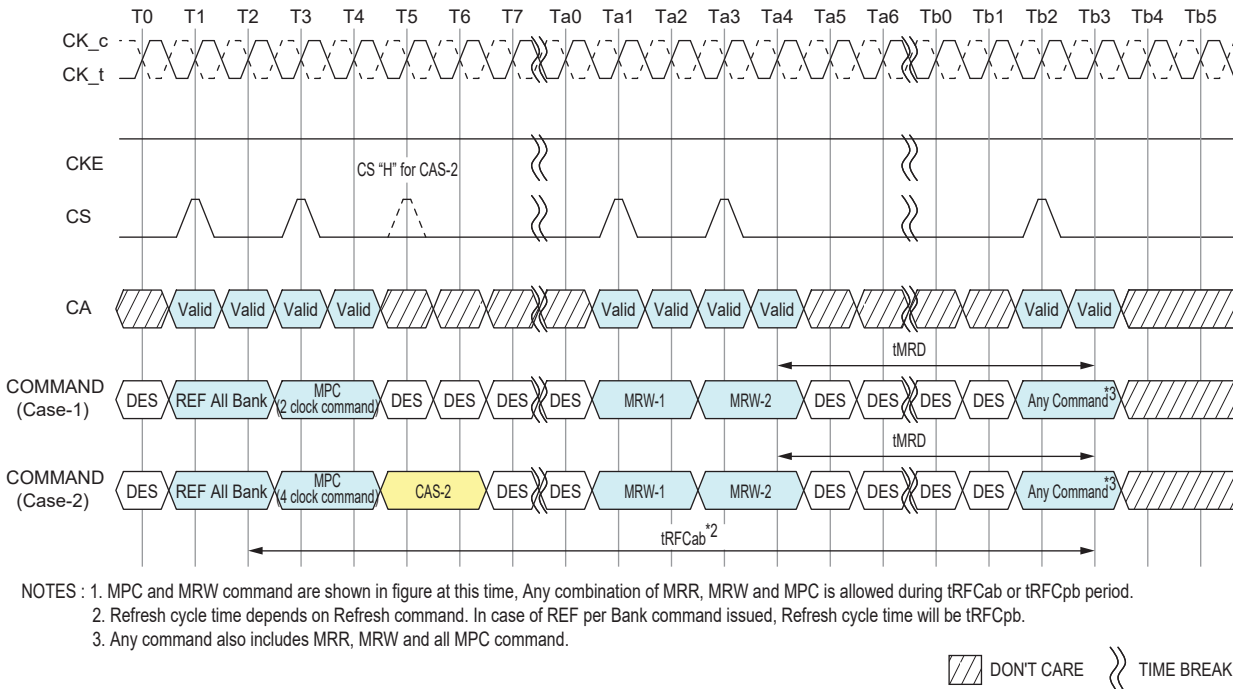 T0 T1 T2 T3 T4 T5 T6 T7 Ta0 Ta1 Ta2 Ta3 Ta4 Ta5 Ta6 Tb0 Tb1 Tb2 Tb3 Tb4 Tb5
CK_c
CK_t
CKE
CS “H” for CAS-2
CS
CA Valid Valid Valid Valid Valid Valid Valid Valid Valid Valid
tMRD
COMMAND
(Case-1)
DES REF All Bank MPC (2 clock command) DES DES DES DES MRW-1 MRW-2 DES DES DES DES Any Command*3
tMRD
COMMAND
(Case-2)
DES REF All Bank MPC (4 clock command) CAS-2 DES DES MRW-1 MRW-2 DES DES DES DES Any Command*3
tRFCab*2
NOTES : 1. MPC and MRW command are shown in figure at this time, Any combination of MRR, MRW and MPC is allowed during tRFCab or tRFCpb period.
2. Refresh cycle time depends on Refresh command. In case of REF per Bank command issued, Refresh cycle time will be tRFCpb.
3. Any command also includes MRR, MRW and all MPC command.
DON'T CARE TIME BREAK